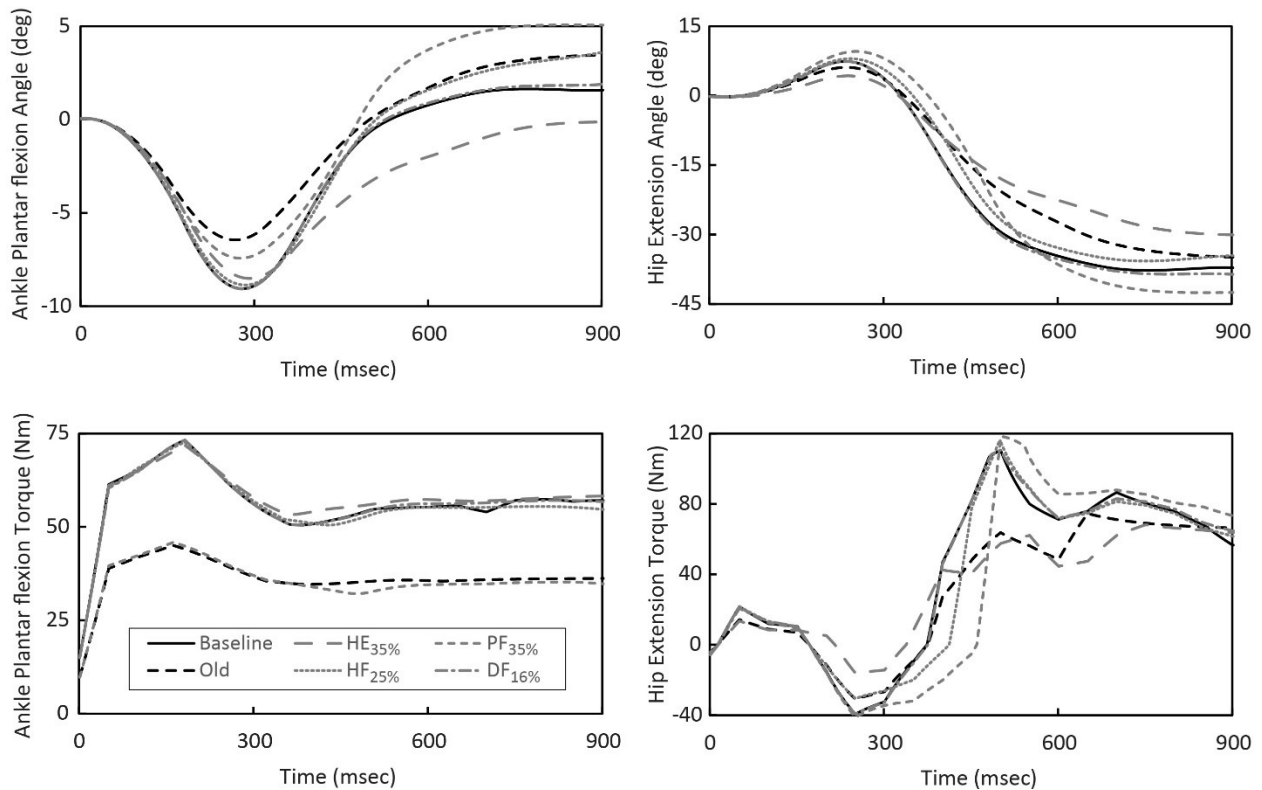 Ankle Plantar flexion Angle (deg)
5
0
-5
-10
0 300 600 900
Time (msec)
Hip Extension Angle (deg)
15
0
-15
-30
-45
0 300 600 900
Time (msec)
Ankle Plantar flexion Torque (Nm)
75
50
25
0
Baseline HE35% PF35%
Old HF25% DF16%
0 300 600 900
Time (msec)
Hip Extension Torque (Nm)
120
80
40
0
-40
0 300 600 900
Time (msec)